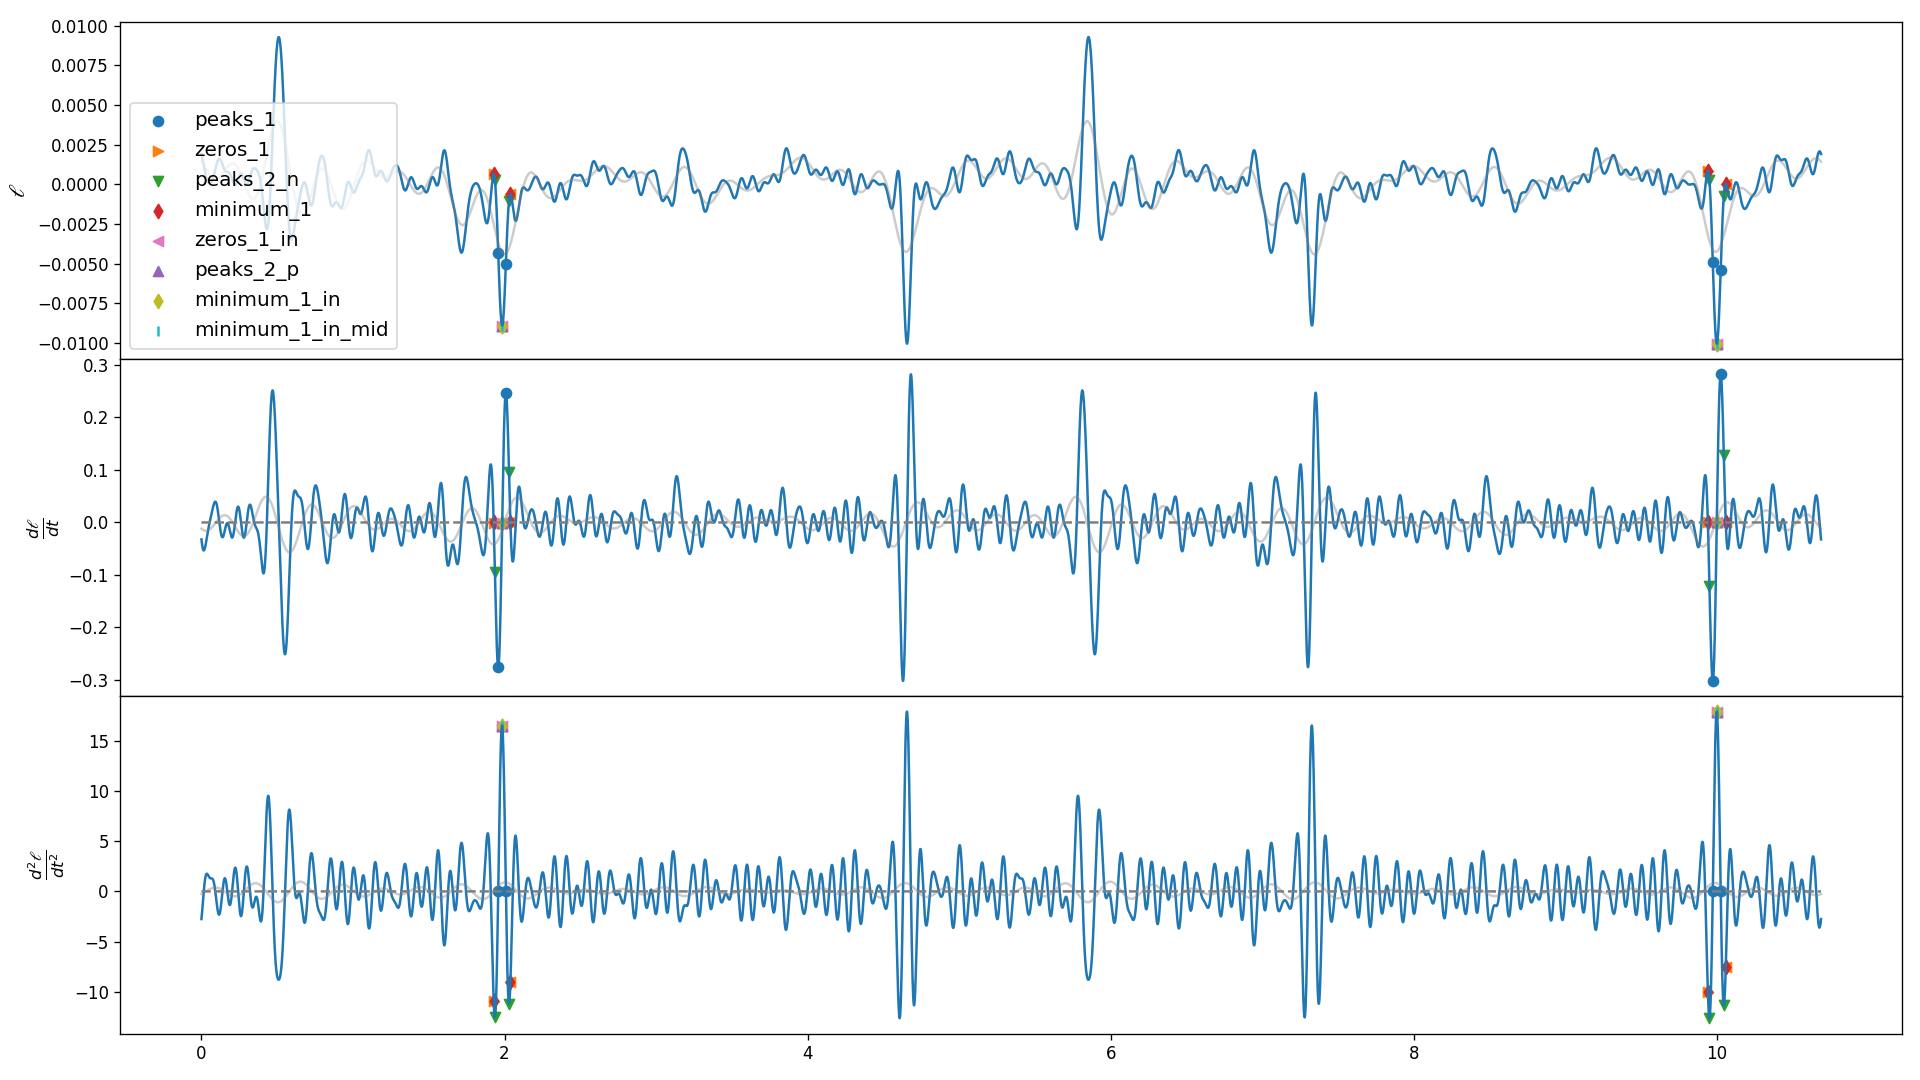 0.0100
0.0075
0.0050
0.0025
0.0000
−0.0025
−0.0050
−0.0075
−0.0100
ℓ
peaks_1
zeros_1
peaks_2_n
minimum_1
zeros_1_in
peaks_2_p
minimum_1_in
minimum_1_in_mid
0.3
0.2
0.1
0.0
−0.1
−0.2
−0.3
dℓ
dt
15
10
5
0
−5
−10
d²ℓ
dt²
0 2 4 6 8 10